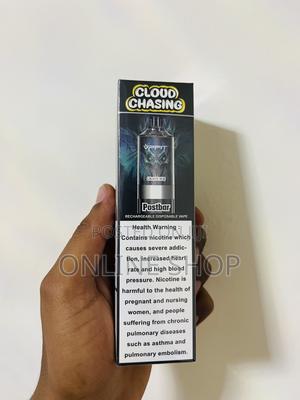 CLOUD
CHASING
Postbar
RECHARGEABLE DISPOSABLE VAPE
Health Warning
Contains nicotine which
causes severe addic-
tion, increased heart
rate and high blood
pressure. Nicotine is
harmful to the health of
pregnant and nursing
women, and people
suffering from chronic
pulmonary diseases
such as asthma and
pulmonary embolism.
POSTED ON
ONLINE SHOP